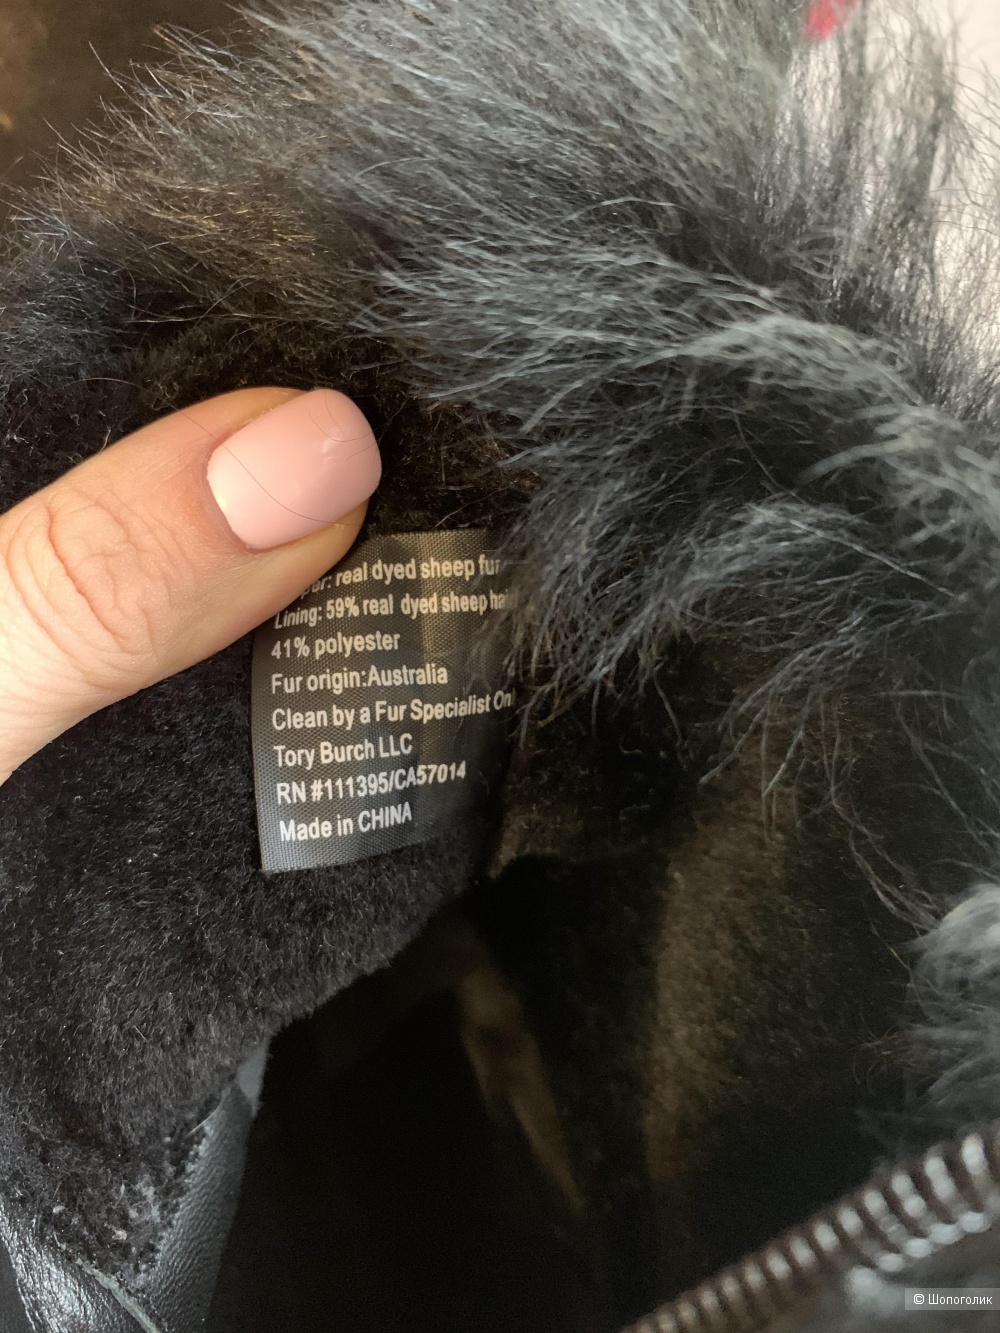 real dyed sheep fur
Lining: 59% real dyed sheep hair
41% polyester
Fur origin:Australia
Clean by a Fur Specialist On
Tory Burch LLC
RN #111395/CA57014
Made in CHINA
© Шопоголик